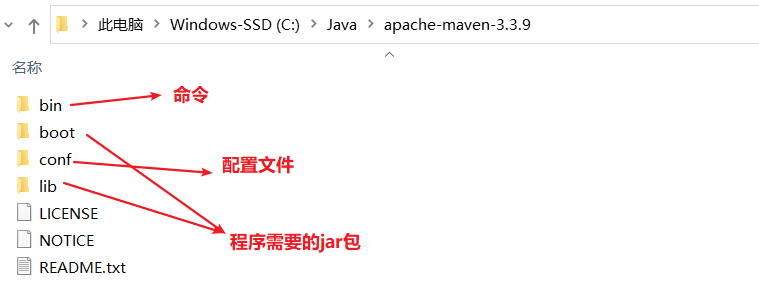 此电脑 > Windows-SSD (C:) > Java > apache-maven-3.3.9
名称
bin
命令
boot
conf
配置文件
lib
LICENSE
NOTICE
程序需要的jar包
README.txt